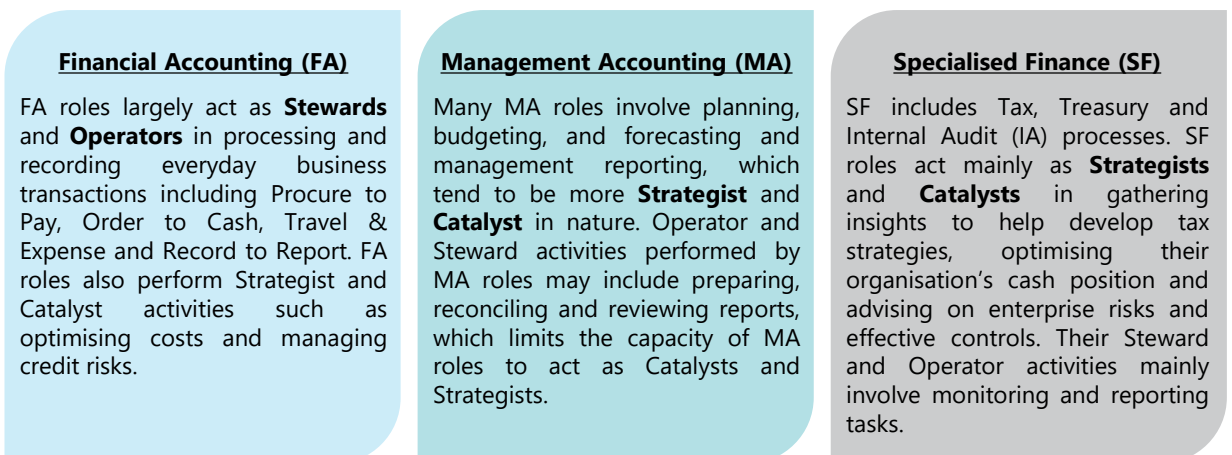 Financial Accounting (FA)
FA roles largely act as Stewards
and Operators in processing and
recording everyday business
transactions including Procure to
Pay, Order to Cash, Travel &
Expense and Record to Report. FA
roles also perform Strategist and
Catalyst activities such as
optimising costs and managing
credit risks.
Management Accounting (MA)
Many MA roles involve planning,
budgeting, and forecasting and
management reporting, which
tend to be more Strategist and
Catalyst in nature. Operator and
Steward activities performed by
MA roles may include preparing,
reconciling and reviewing reports,
which limits the capacity of MA
roles to act as Catalysts and
Strategists.
Specialised Finance (SF)
SF includes Tax, Treasury and
Internal Audit (IA) processes. SF
roles act mainly as Strategists
and Catalysts in gathering
insights to help develop tax
strategies, optimising their
organisation's cash position and
advising on enterprise risks and
effective controls. Their Steward
and Operator activities mainly
involve monitoring and reporting
tasks.